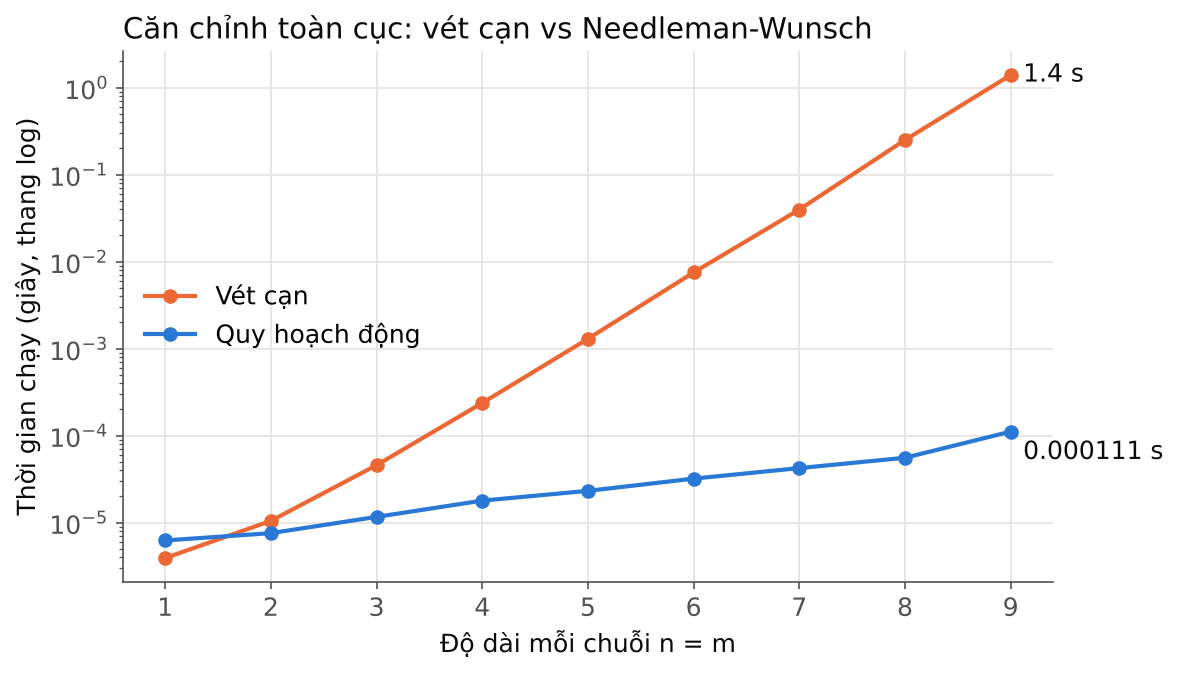 Căn chỉnh toàn cục: vét cạn vs Needleman-Wunsch
Thời gian chạy (giây, thang log)
10⁰
10⁻¹
10⁻²
10⁻³
10⁻⁴
10⁻⁵
Vét cạn
Quy hoạch động
1.4 s
0.000111 s
1 2 3 4 5 6 7 8 9
Độ dài mỗi chuỗi n = m